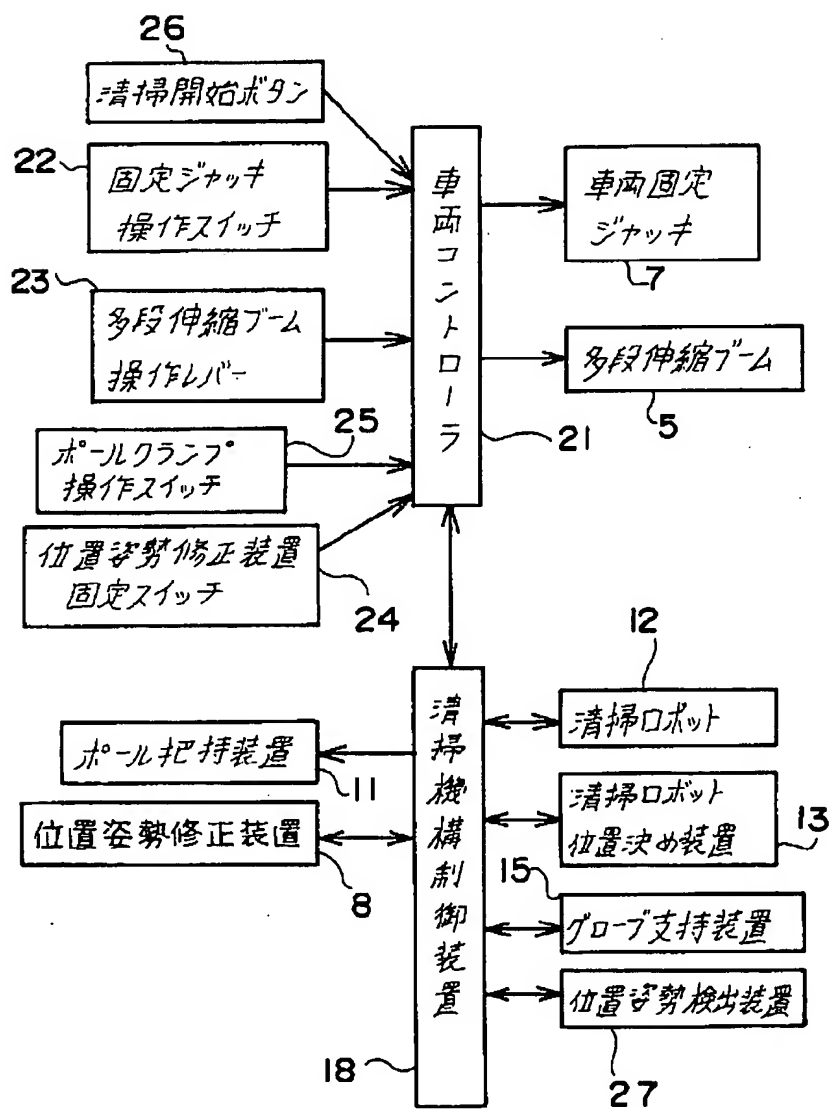 26
清掃開始ボタン
22
固定ジャッキ
操作スイッチ
23
多段伸縮ブーム
操作レバー
25
ポールクランプ
操作スイッチ
位置姿勢修正装置
固定スイッチ
24
車両コントローラ
21
車両固定
ジャッキ
7
多段伸縮ブーム
5
ポール把持装置
11
位置姿勢修正装置
8
清掃機構制御装置
18
12
清掃ロボット
清掃ロボット
位置決め装置
13
15
グローブ支持装置
位置姿勢検出装置
27